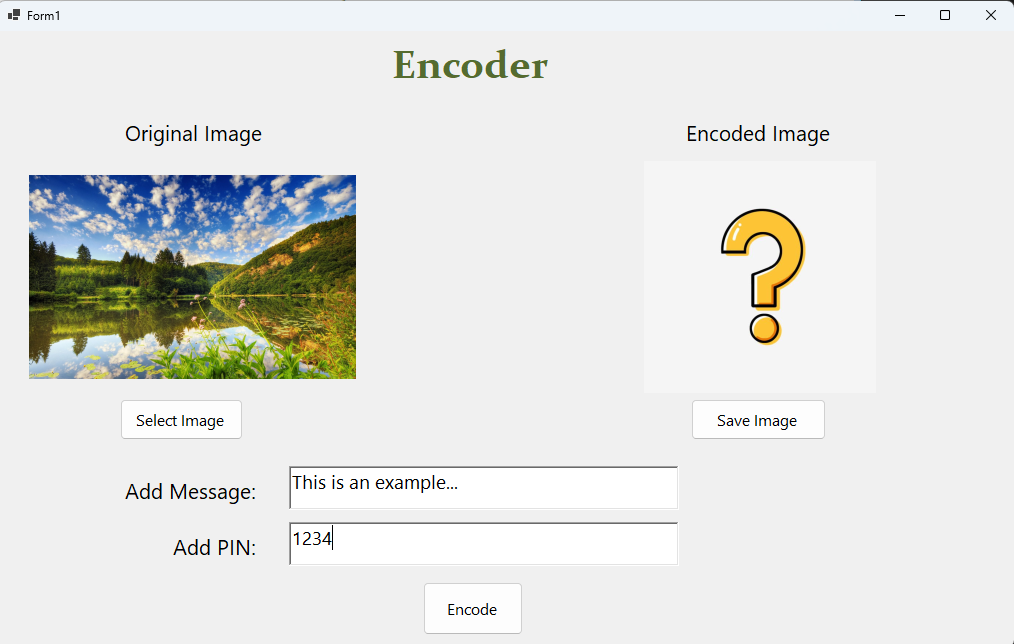 Form1
Encoder
Original Image
Encoded Image
?
Select Image
Save Image
Add Message: This is an example...
Add PIN: 1234
Encode